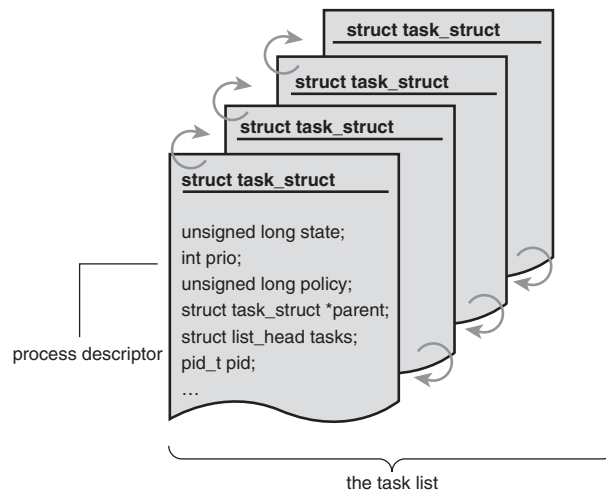 struct task_struct
struct task_struct
struct task_struct
struct task_struct
unsigned long state;
int prio;
unsigned long policy;
struct task_struct *parent;
struct list_head tasks;
pid_t pid;
...
process descriptor
the task list